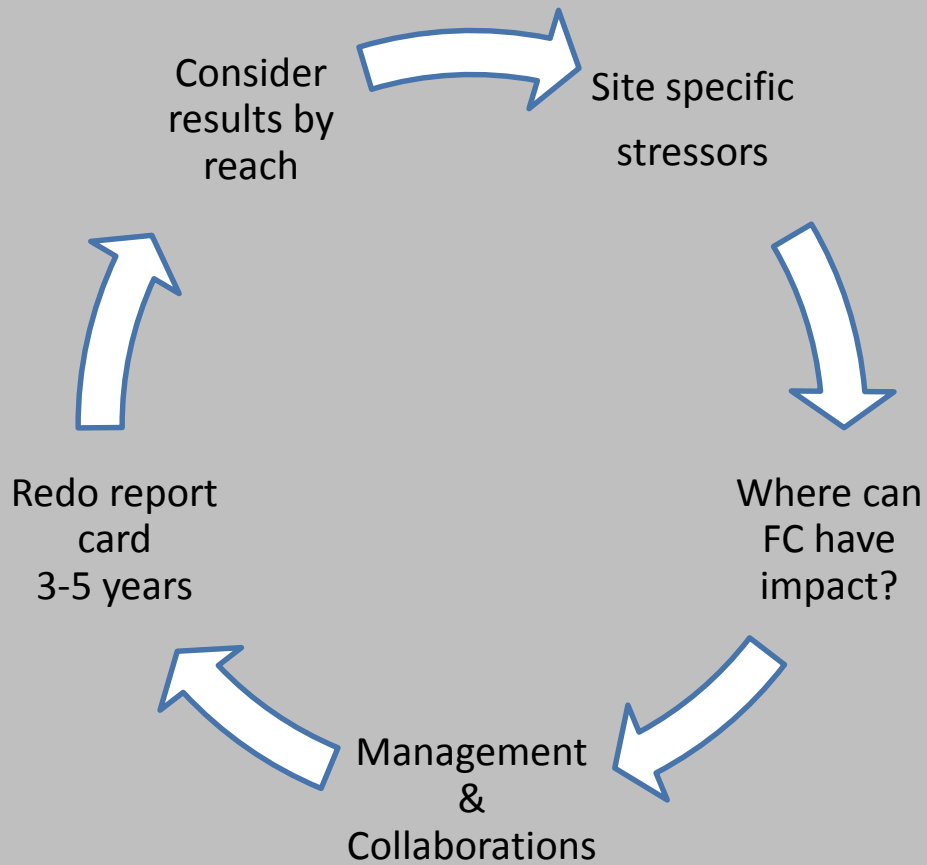 Consider
results by
reach
Site specific
stressors
Where can
FC have
impact?
Management
&
Collaborations
Redo report
card
3-5 years